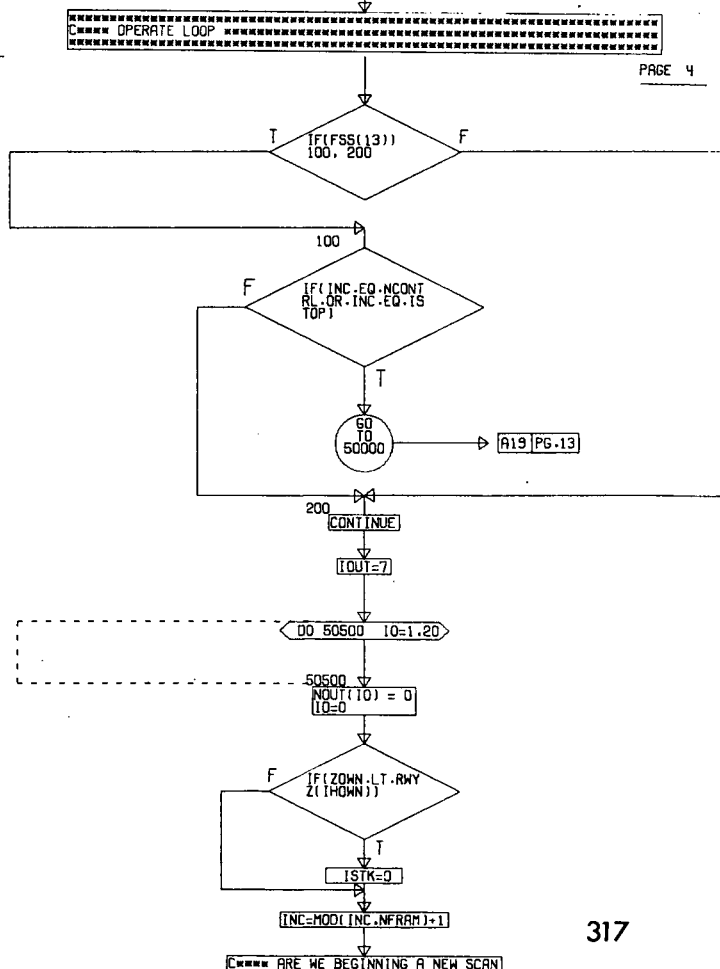 C**** OPERATE LOOP
PAGE 4
T
IF(FSS(13))
100, 200
F
100
F
IF(INC.EQ.NCONT
RL.OR.INC.EQ.IS
TOP)
T
GO
TO
50000
A19 PG.13
200
CONTINUE
IOUT=7
DO 50500 IO=1.20
50500
NOUT(IO) = 0
IO=0
F
IF(ZOWN.LT.RWY
Z(IHOWN))
T
ISTK=0
INC=MOD(INC.NFRAM)+1
317
C**** ARE WE BEGINNING A NEW SCAN